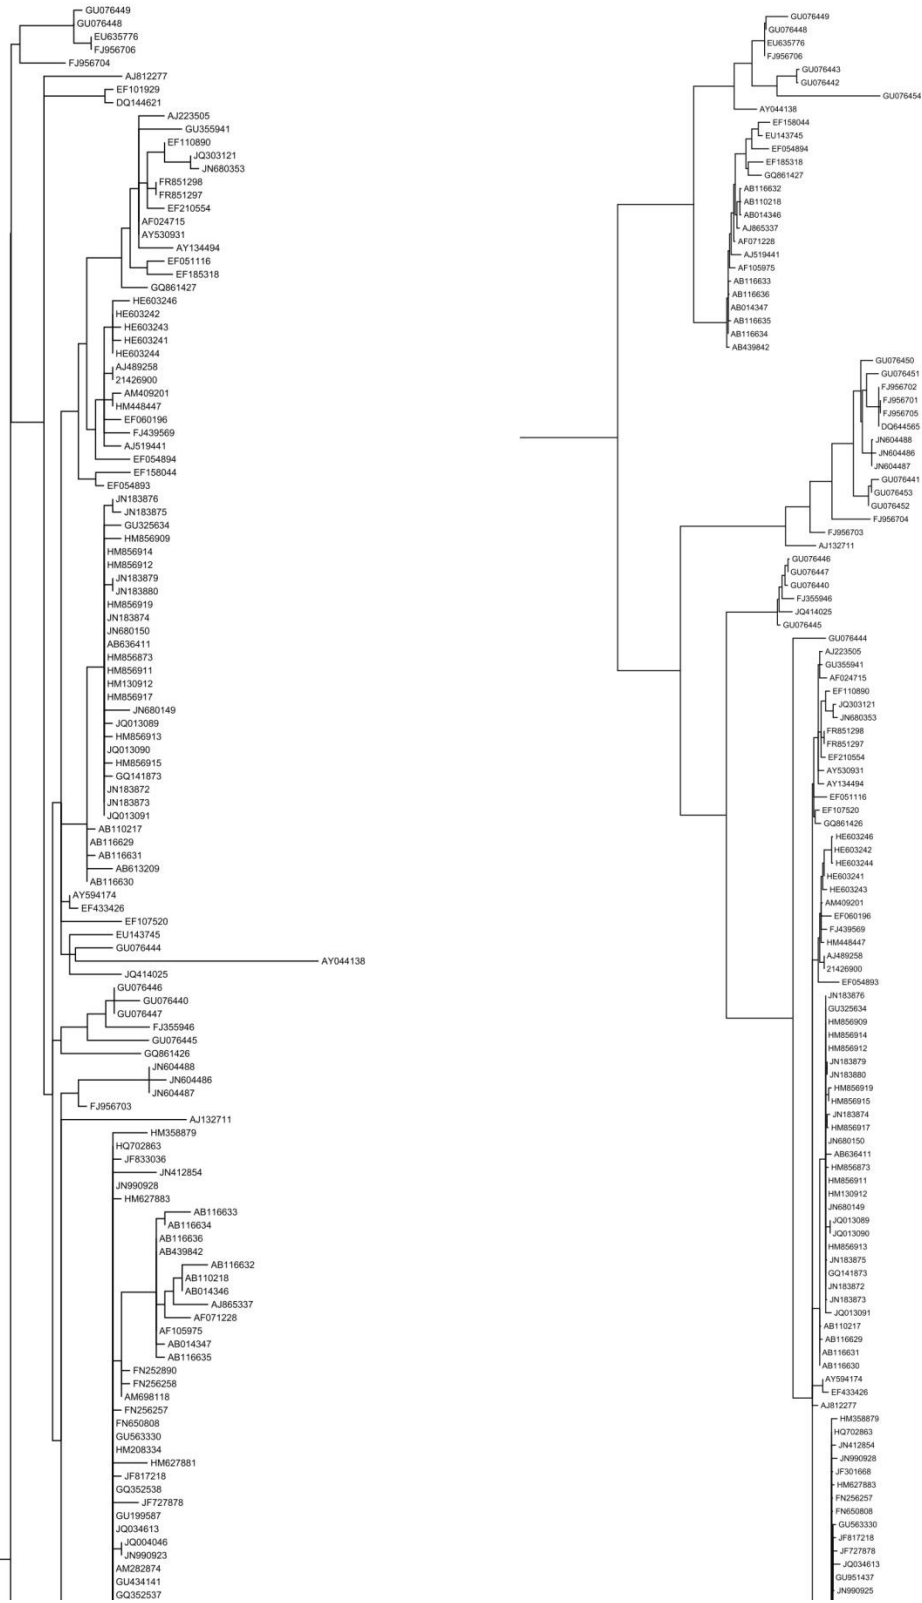 GU076449
GU076448
EU635776
FJ956706
FJ956704
AJ812277
EF101929
DQ144621
AJ223505
GU355941
EF110890
JQ303121
JN680353
FR851298
FR851297
EF210554
AF024715
AY530931
AY134494
EF051116
EF185318
GQ861427
HE603246
HE603242
HE603243
HE603241
HE603244
AJ489258
21426900
AM409201
HM448447
EF060196
FJ439569
AJ519441
EF054894
EF158044
EF054893
JN183876
JN183875
GU325634
HM856909
HM856914
HM856912
JN183879
JN183880
HM856919
JN183874
JN680150
AB636411
HM856873
HM856911
HM130912
HM856917
JN680149
JQ013089
HM856913
JQ013090
HM856915
GQ141873
JN183872
JN183873
JQ013091
AB110217
AB116629
AB116631
AB613209
AB116630
AY594174
EF433426
EF107520
EU143745
GU076444
AY044138
JQ414025
GU076446
GU076440
GU076447
FJ355946
GU076445
GQ861426
JN604488
JN604486
JN604487
FJ956703
AJ132711
HM358879
HQ702863
JF833036
JN412854
JN990928
HM627883
AB116633
AB116634
AB116636
AB439842
AB116632
AB110218
AB014346
AJ865337
AF071228
AF105975
AB014347
AB116635
FN252890
FN256258
AM698118
FN256257
FN650808
GU563330
HM208334
HM627881
JF817218
GQ352538
JF727878
GU199587
JQ034613
JQ004046
JN990923
AM282874
GU434141
GQ352537
GU076449
GU076448
EU635776
FJ956706
GU076443
GU076442
GU076454
AY044138
EF158044
EU143745
EF054894
EF185318
GQ861427
AB116632
AB110218
AB014346
AJ865337
AF071228
AJ519441
AF105975
AB116633
AB116636
AB014347
AB116635
AB116634
AB439842
GU076450
GU076451
FJ956702
FJ956701
FJ956705
DQ644565
JN604488
JN604486
JN604487
GU076441
GU076453
GU076452
FJ956704
FJ956703
AJ132711
GU076446
GU076447
GU076440
FJ355946
JQ414025
GU076445
GU076444
AJ223505
GU355941
AF024715
EF110890
JQ303121
JN680353
FR851298
FR851297
EF210554
AY530931
AY134494
EF051116
EF107520
GQ861426
HE603246
HE603242
HE603244
HE603241
HE603243
AM409201
EF060196
FJ439569
HM448447
AJ489258
21426900
EF054893
JN183876
GU325634
HM856909
HM856914
HM856912
JN183879
JN183880
HM856919
HM856915
JN183874
HM856917
JN680150
AB636411
HM856873
HM856911
HM130912
JN680149
JQ013089
JQ013090
HM856913
JN183875
GQ141873
JN183872
JN183873
JQ013091
AB110217
AB116629
AB116631
AB116630
AY594174
EF433426
AJ812277
HM358879
HQ702863
JN412854
JN990928
JF301668
HM627883
FN256257
FN650808
GU563330
JF817218
JF727878
JQ034613
GU951437
JN990925